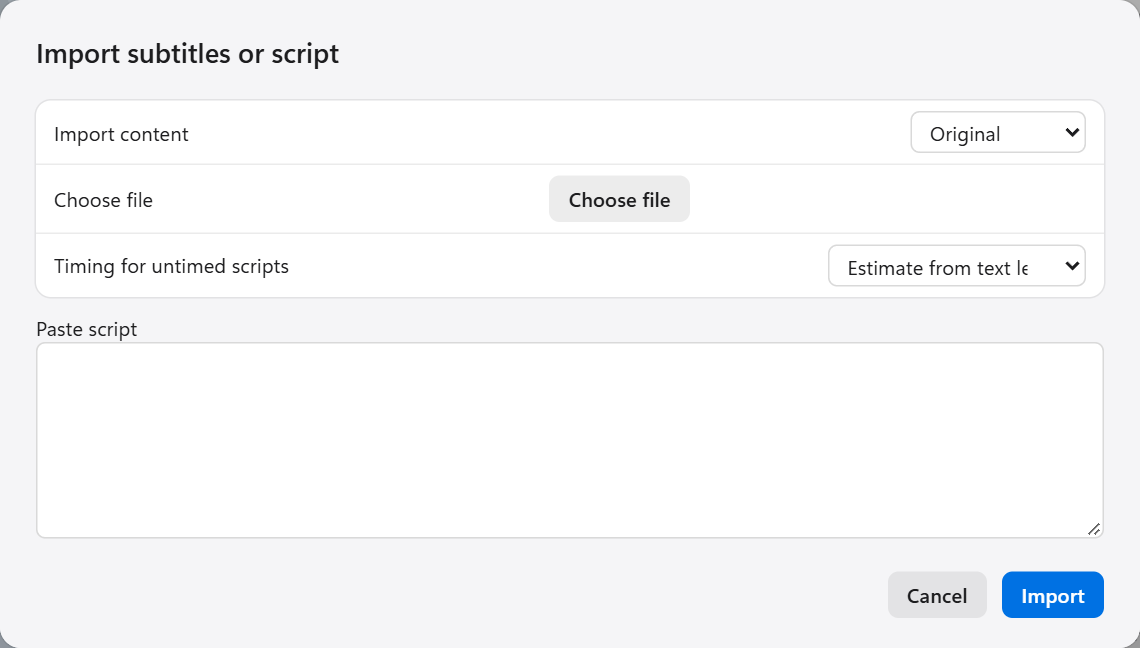 Import subtitles or script
Import content
Original
Choose file
Choose file
Timing for untimed scripts
Estimate from text le
Paste script
Cancel
Import